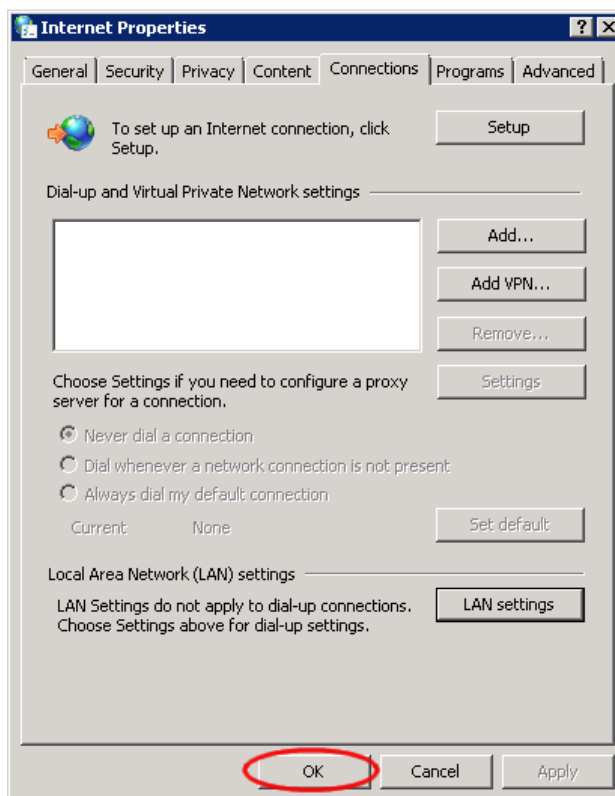 Internet Properties
General Security Privacy Content Connections Programs Advanced
To set up an Internet connection, click
Setup.
Setup
Dial-up and Virtual Private Network settings
Add...
Add VPN...
Remove...
Choose Settings if you need to configure a proxy
server for a connection.
Settings
Never dial a connection
Dial whenever a network connection is not present
Always dial my default connection
Current None
Set default
Local Area Network (LAN) settings
LAN Settings do not apply to dial-up connections.
Choose Settings above for dial-up settings.
LAN settings
OK Cancel Apply